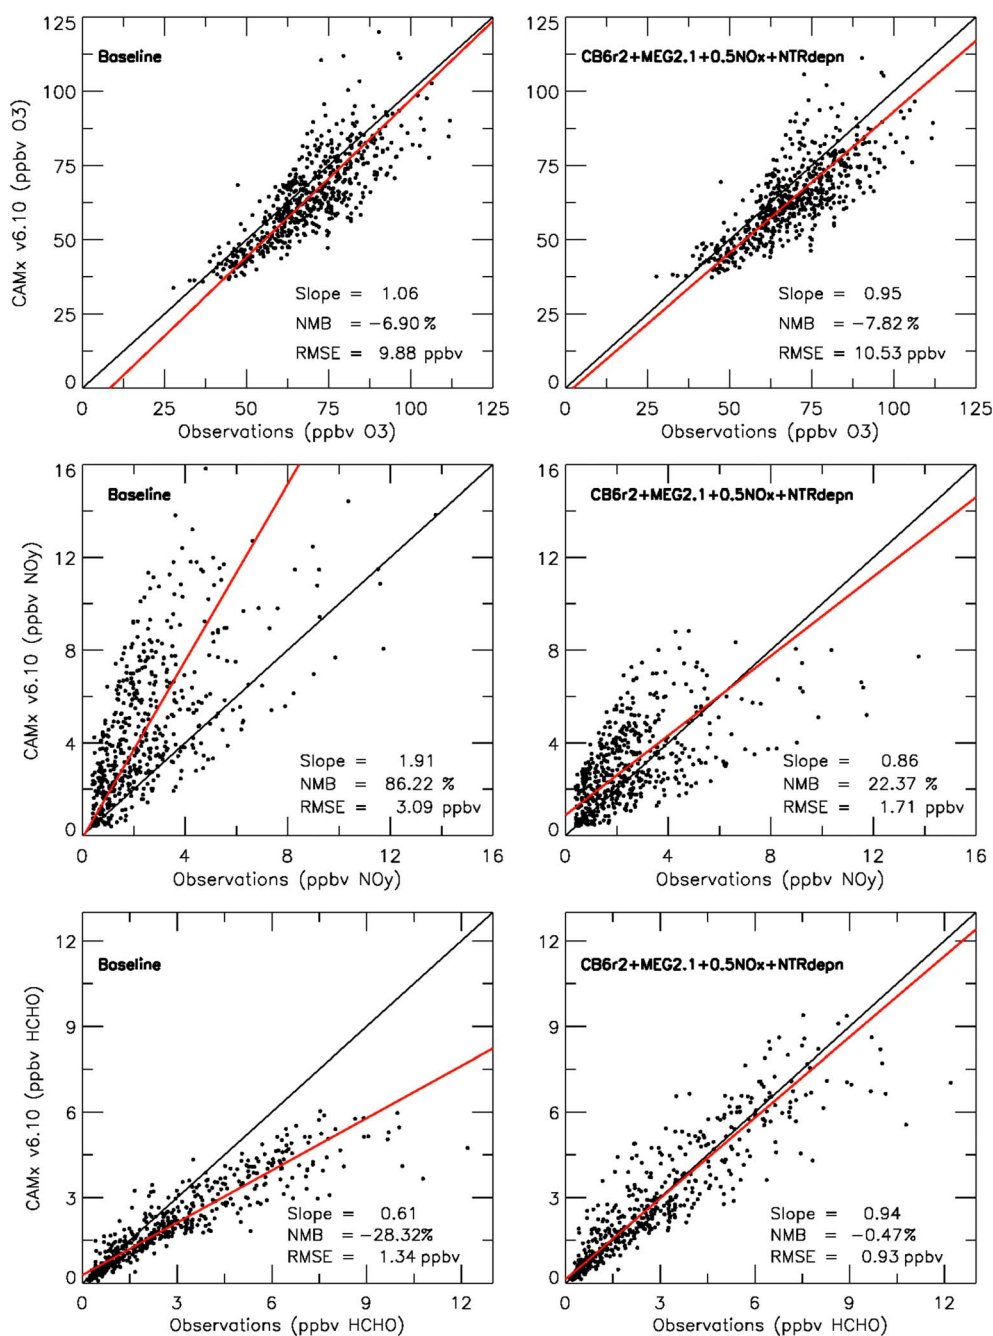 Baseline
CAMx v6.10 (ppbv O3)
125
100
75
50
25
0
Slope = 1.06
NMB = −6.90 %
RMSE = 9.88 ppbv
0 25 50 75 100 125
Observations (ppbv O3)
CB6r2+MEG2.1+0.5NOx+NTRdepn
125
100
75
50
25
0
Slope = 0.95
NMB = −7.82 %
RMSE = 10.53 ppbv
0 25 50 75 100 125
Observations (ppbv O3)
Baseline
CAMx v6.10 (ppbv NOy)
16
12
8
4
0
Slope = 1.91
NMB = 86.22 %
RMSE = 3.09 ppbv
0 4 8 12 16
Observations (ppbv NOy)
CB6r2+MEG2.1+0.5NOx+NTRdepn
16
12
8
4
0
Slope = 0.86
NMB = 22.37 %
RMSE = 1.71 ppbv
0 4 8 12 16
Observations (ppbv NOy)
Baseline
CAMx v6.10 (ppbv HCHO)
12
9
6
3
0
Slope = 0.61
NMB = −28.32%
RMSE = 1.34 ppbv
0 3 6 9 12
Observations (ppbv HCHO)
CB6r2+MEG2.1+0.5NOx+NTRdepn
12
9
6
3
0
Slope = 0.94
NMB = −0.47%
RMSE = 0.93 ppbv
0 3 6 9 12
Observations (ppbv HCHO)